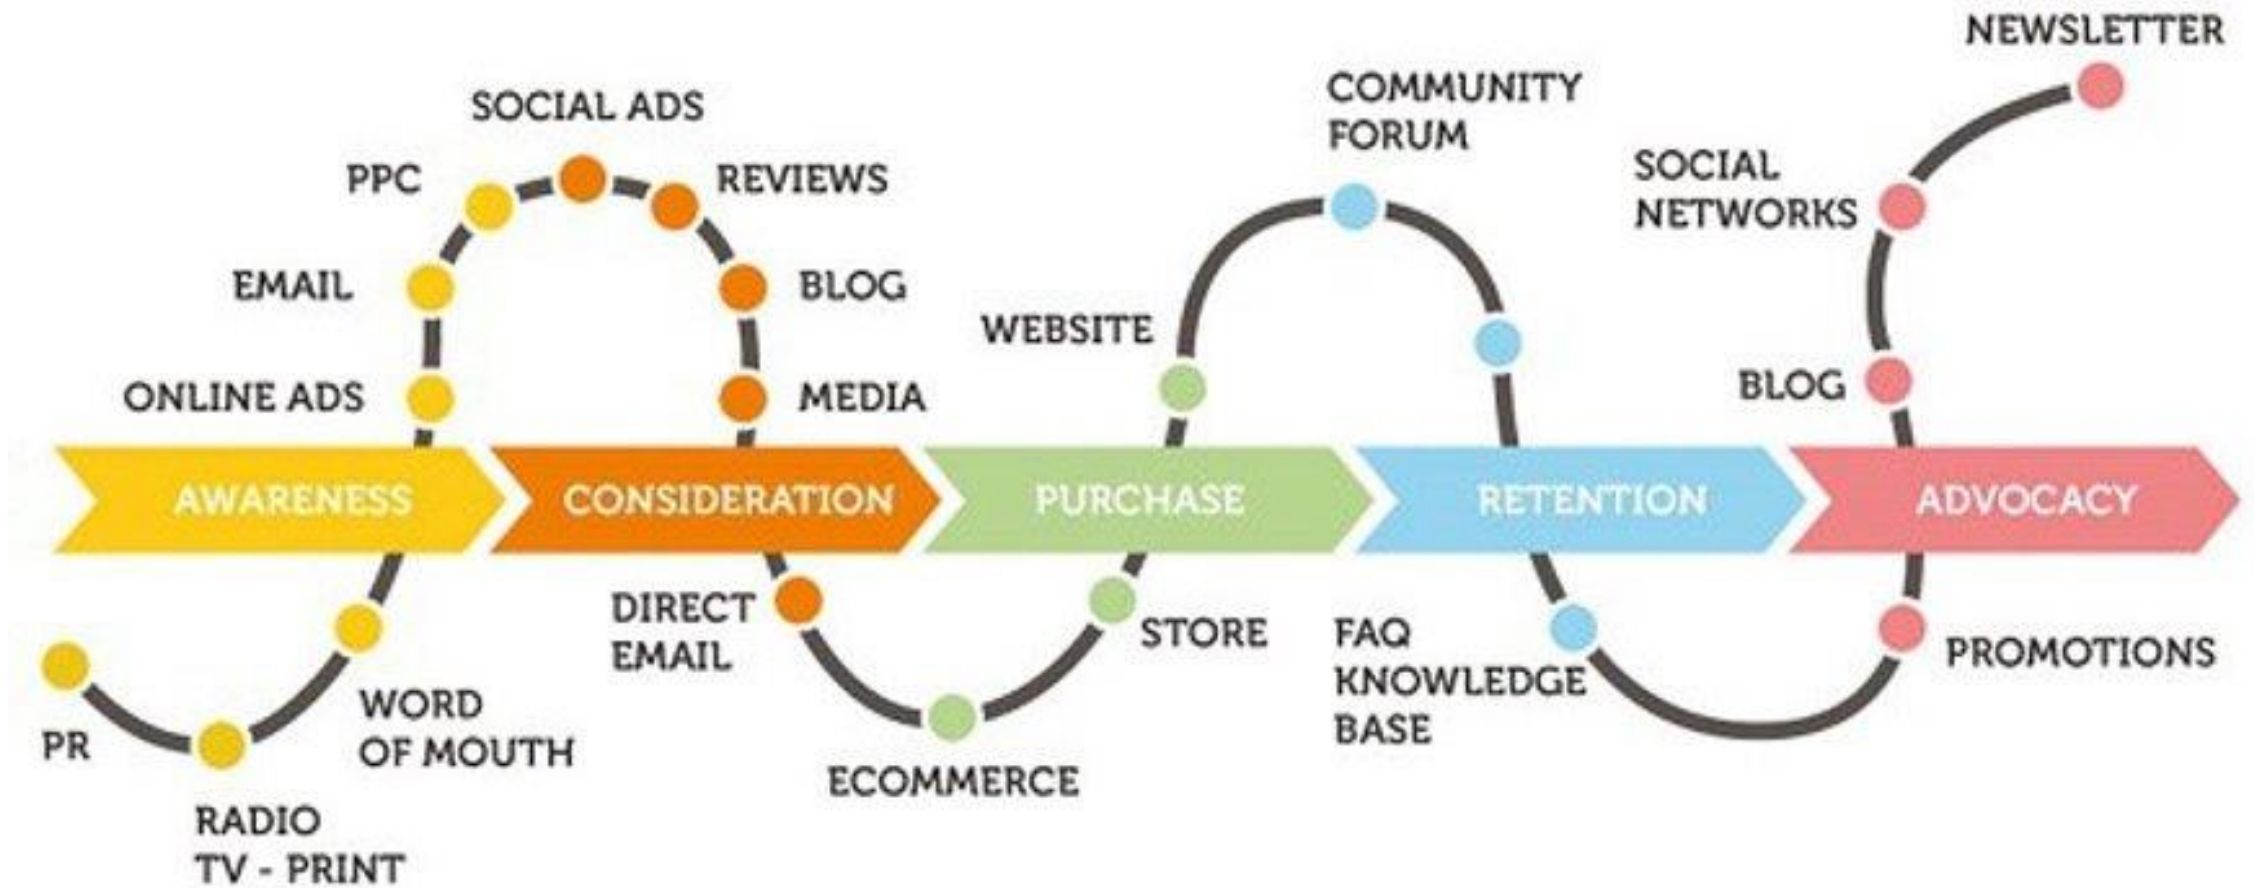 NEWSLETTER
COMMUNITY
FORUM
SOCIAL ADS
SOCIAL
NETWORKS
PPC
REVIEWS
EMAIL
BLOG
WEBSITE
BLOG
ONLINE ADS
MEDIA
AWARENESS
CONSIDERATION
PURCHASE
RETENTION
ADVOCACY
DIRECT
EMAIL
STORE
FAQ
KNOWLEDGE
BASE
PROMOTIONS
PR
WORD
OF MOUTH
ECOMMERCE
RADIO
TV - PRINT